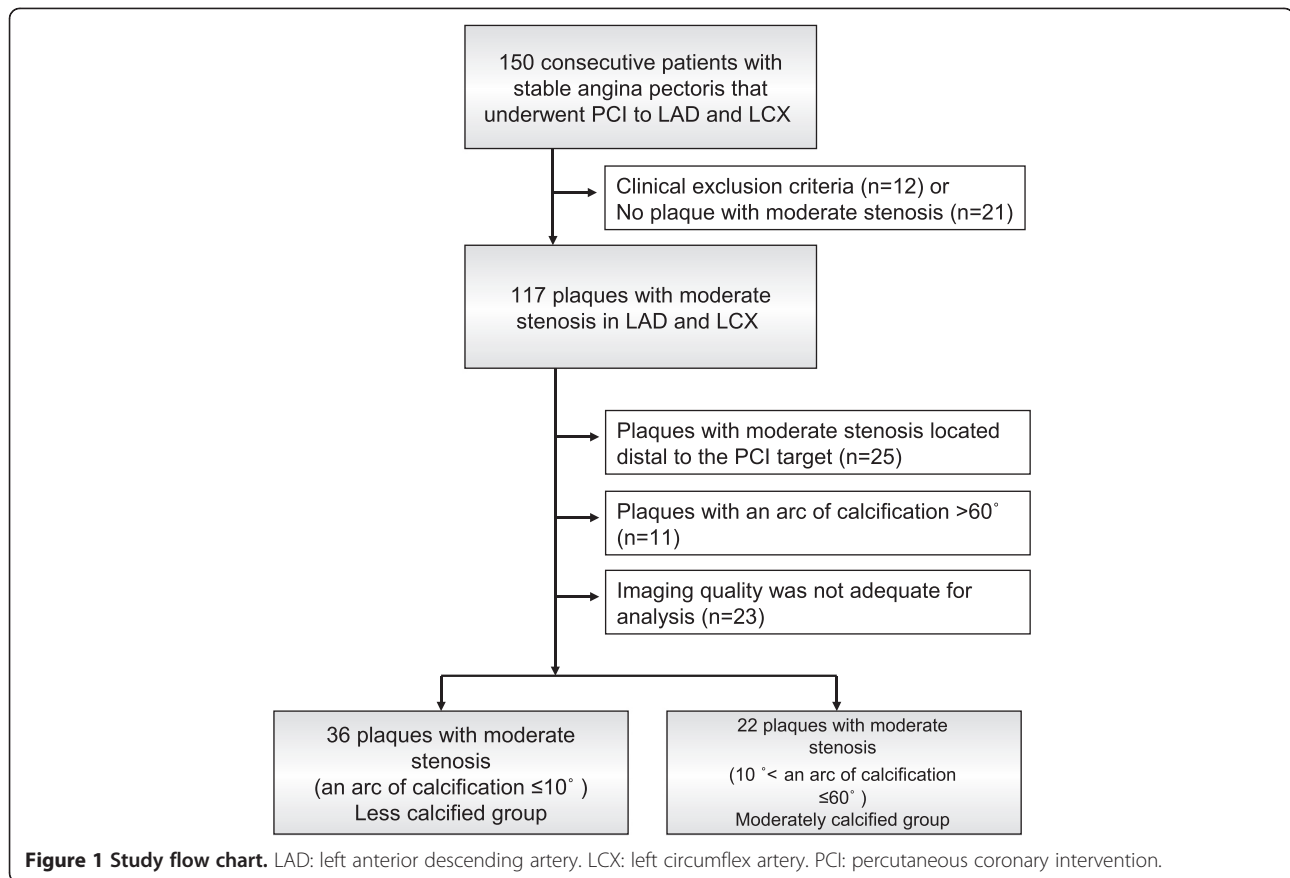 150 consecutive patients with
stable angina pectoris that
underwent PCI to LAD and LCX
Clinical exclusion criteria (n=12) or
No plaque with moderate stenosis (n=21)
117 plaques with moderate
stenosis in LAD and LCX
Plaques with moderate stenosis located
distal to the PCI target (n=25)
Plaques with an arc of calcification >60˚
(n=11)
Imaging quality was not adequate for
analysis (n=23)
36 plaques with moderate
stenosis
(an arc of calcification ≤10˚ )
Less calcified group
22 plaques with moderate
stenosis
(10 ˚< an arc of calcification
≤60˚ )
Moderately calcified group
Figure 1 Study flow chart. LAD: left anterior descending artery. LCX: left circumflex artery. PCI: percutaneous coronary intervention.